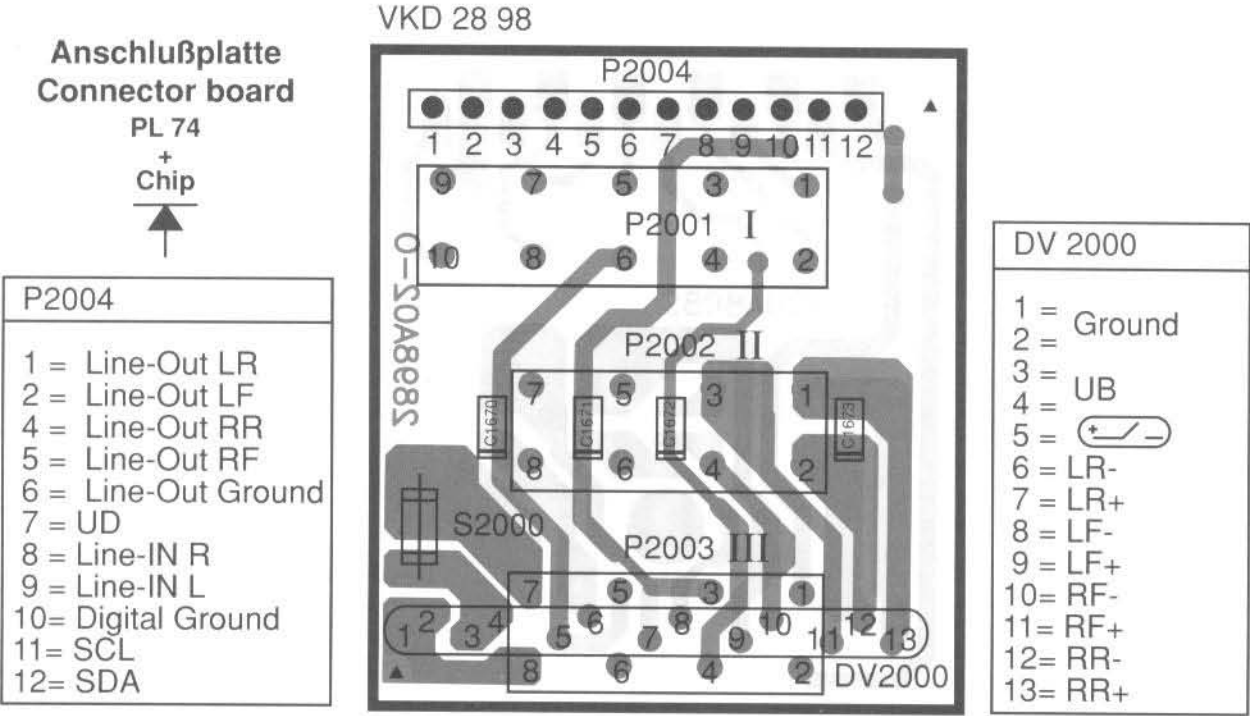 VKD 28 98
Anschlußplatte
Connector board
PL 74
+
Chip
P2004
1 = Line-Out LR
2 = Line-Out LF
4 = Line-Out RR
5 = Line-Out RF
6 = Line-Out Ground
7 = UD
8 = Line-IN R
9 = Line-IN L
10= Digital Ground
11= SCL
12= SDA
P2004
1 2 3 4 5 6 7 8 9 10 11 12
9 7 5 3 1
P2001 I
10 8 6 4 2
2898A02-0
P2002 II
7 5 3 1
C1670 C1671 C1672 C1673
8 6 4 2
S2000
P2003 III
7 5 3 1
1 2 3 4 5 6 7 8 9 10 11 12 13
8 6 4 2
DV2000
DV 2000
1 =
2 = Ground
3 =
4 = UB
5 = + -
6 = LR-
7 = LR+
8 = LF-
9 = LF+
10= RF-
11= RF+
12= RR-
13= RR+